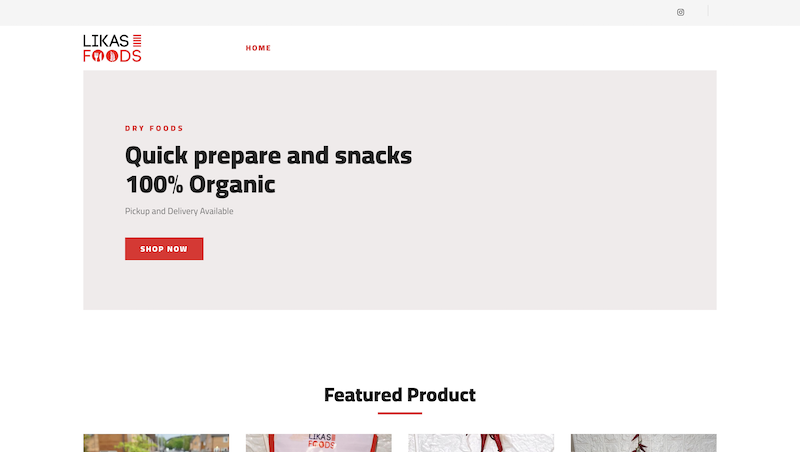 LIKAS
FOODS
HOME
DRY FOODS
Quick prepare and snacks
100% Organic
Pickup and Delivery Available
SHOP NOW
Featured Product
LIKAS
FOODS